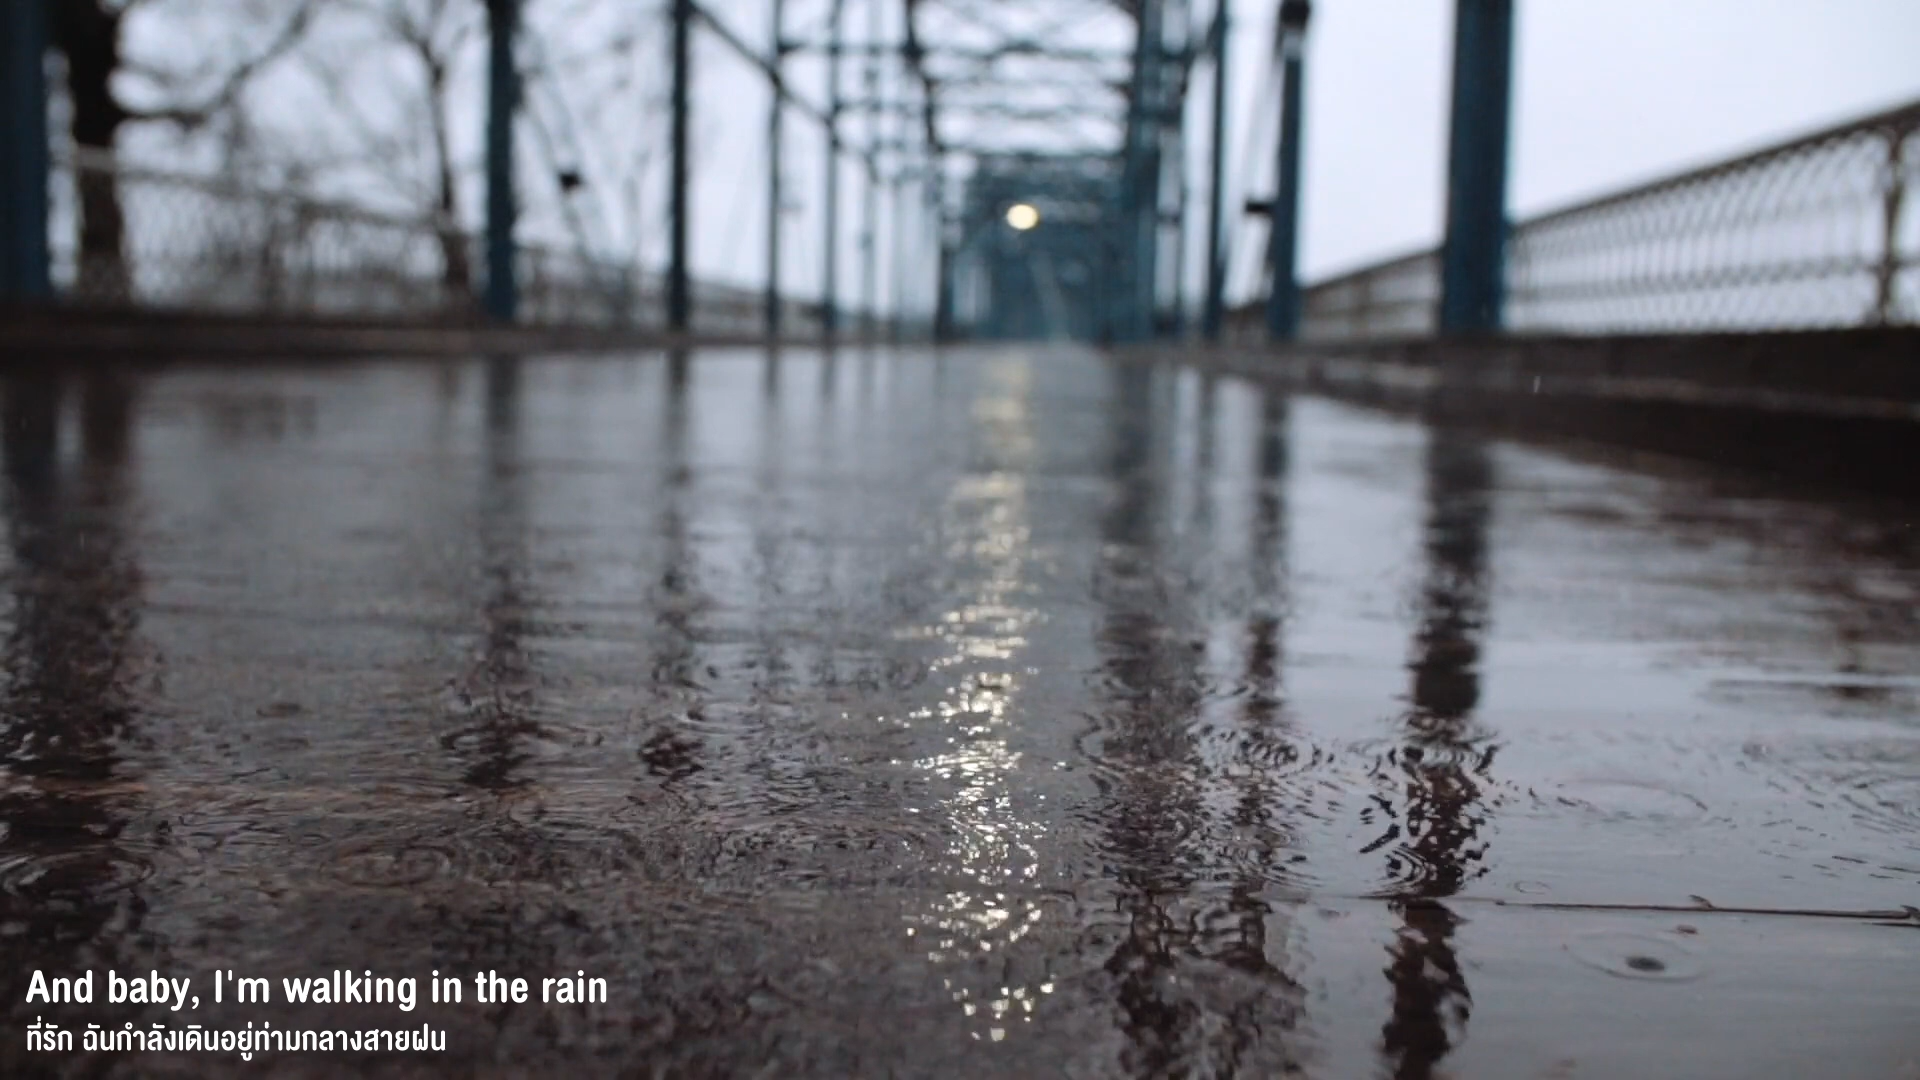 And baby, I'm walking in the rain
ที่รัก ฉันกำลังเดินอยู่ท่ามกลางสายฝน